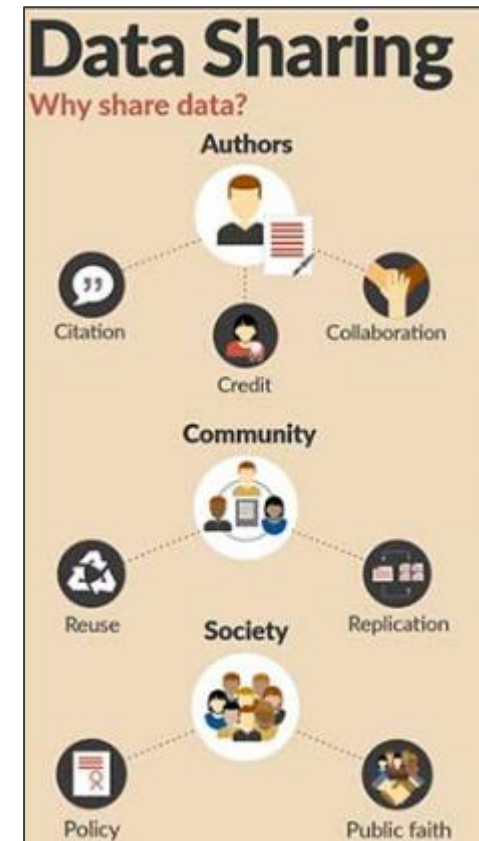 Data Sharing
Why share data?
Authors
Citation
Collaboration
Credit
Community
Reuse
Replication
Society
Policy
Public faith